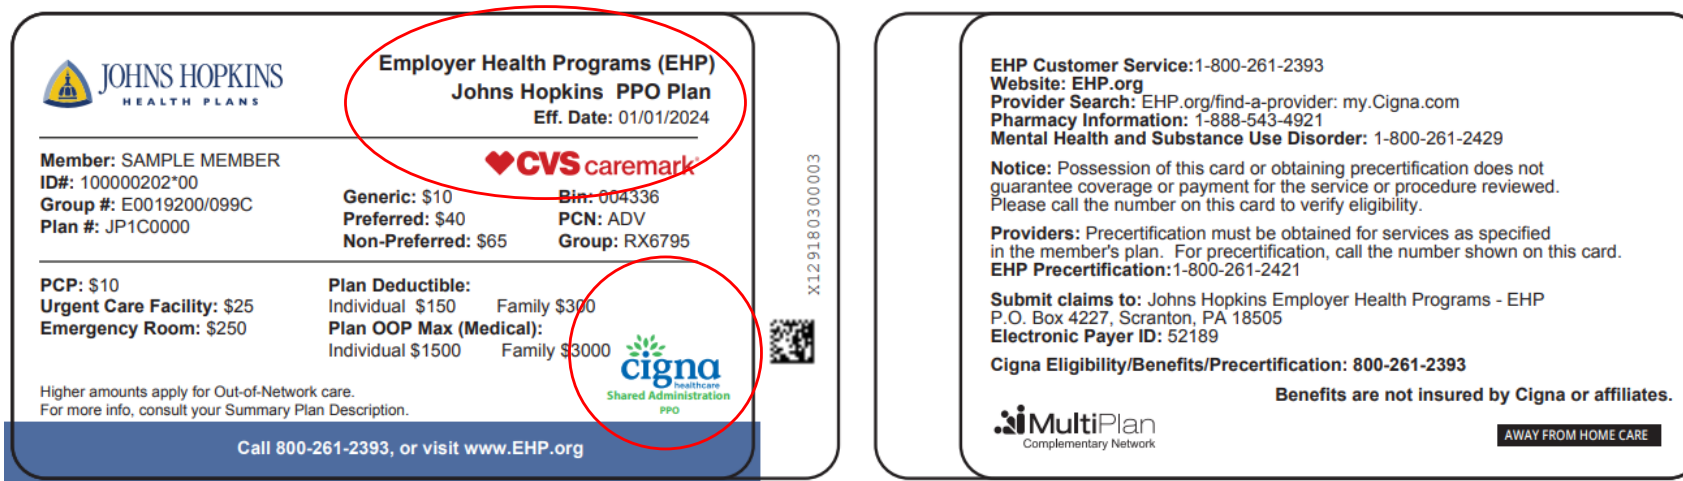 JOHNS HOPKINS
HEALTH PLANS
Employer Health Programs (EHP)
Johns Hopkins PPO Plan
Eff. Date: 01/01/2024
Member: SAMPLE MEMBER
ID#: 100000202*00
Group #: E0019200/099C
Plan #: JP1C0000
CVS caremark
Generic: $10
Preferred: $40
Non-Preferred: $65
Bin: 004336
PCN: ADV
Group: RX6795
PCP: $10
Urgent Care Facility: $25
Emergency Room: $250
Plan Deductible:
Individual $150 Family $300
Plan OOP Max (Medical):
Individual $1500 Family $3000
cigna
healthcare
Shared Administration
PPO
Higher amounts apply for Out-of-Network care.
For more info, consult your Summary Plan Description.
Call 800-261-2393, or visit www.EHP.org
X129180300003
EHP Customer Service:1-800-261-2393
Website: EHP.org
Provider Search: EHP.org/find-a-provider: my.Cigna.com
Pharmacy Information: 1-888-543-4921
Mental Health and Substance Use Disorder: 1-800-261-2429
Notice: Possession of this card or obtaining precertification does not
guarantee coverage or payment for the service or procedure reviewed.
Please call the number on this card to verify eligibility.
Providers: Precertification must be obtained for services as specified
in the member's plan. For precertification, call the number shown on this card.
EHP Precertification:1-800-261-2421
Submit claims to: Johns Hopkins Employer Health Programs - EHP
P.O. Box 4227, Scranton, PA 18505
Electronic Payer ID: 52189
Cigna Eligibility/Benefits/Precertification: 800-261-2393
Benefits are not insured by Cigna or affiliates.
MultiPlan
Complementary Network
AWAY FROM HOME CARE